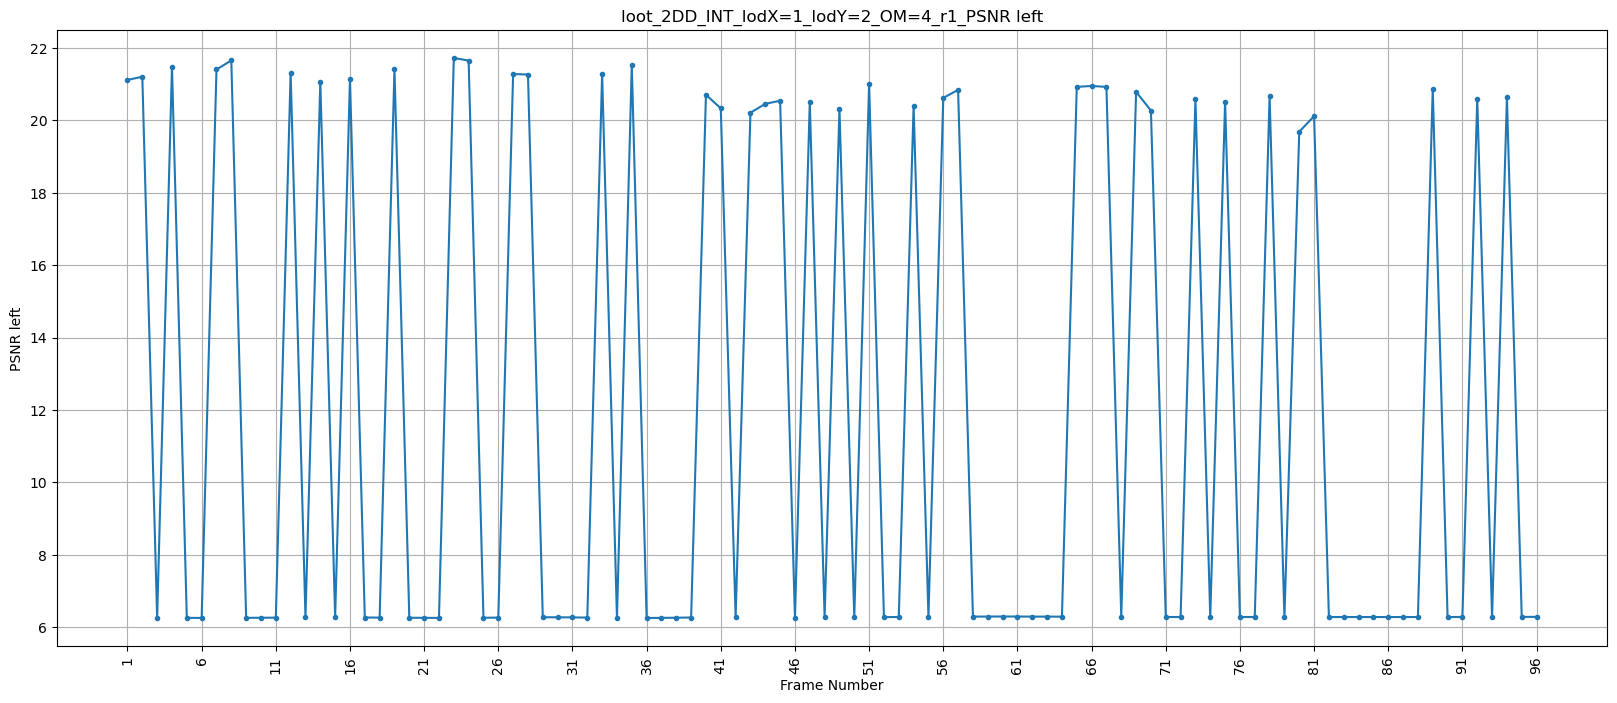 loot_2DD_INT_lodX=1_lodY=2_OM=4_r1_PSNR left
PSNR left
22
20
18
16
14
12
10
8
6
1 6 11 16 21 26 31 36 41 46 51 56 61 66 71 76 81 86 91 96
Frame Number